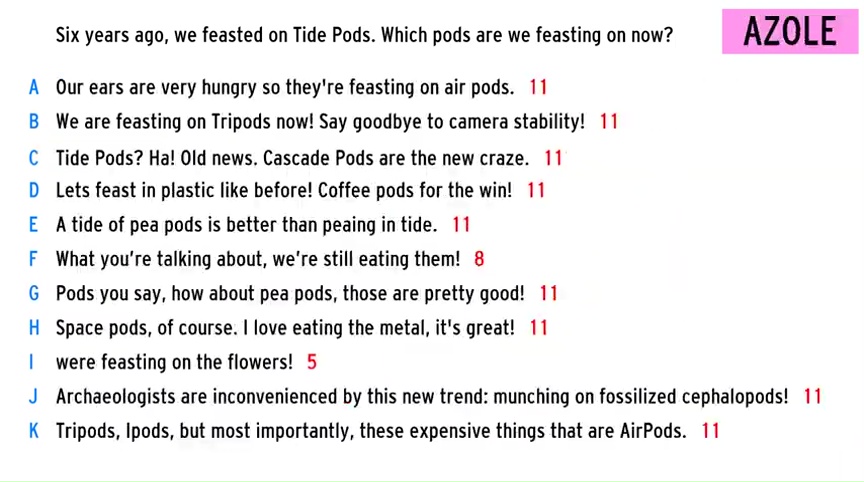 Six years ago, we feasted on Tide Pods. Which pods are we feasting on now?
AZOLE
A Our ears are very hungry so they're feasting on air pods. 11
B We are feasting on Tripods now! Say goodbye to camera stability! 11
C Tide Pods? Ha! Old news. Cascade Pods are the new craze. 11
D Lets feast in plastic like before! Coffee pods for the win! 11
E A tide of pea pods is better than peaing in tide. 11
F What you're talking about, we're still eating them! 8
G Pods you say, how about pea pods, those are pretty good! 11
H Space pods, of course. I love eating the metal, it's great! 11
I were feasting on the flowers! 5
J Archaeologists are inconvenienced by this new trend: munching on fossilized cephalopods! 11
K Tripods, Ipods, but most importantly, these expensive things that are AirPods. 11